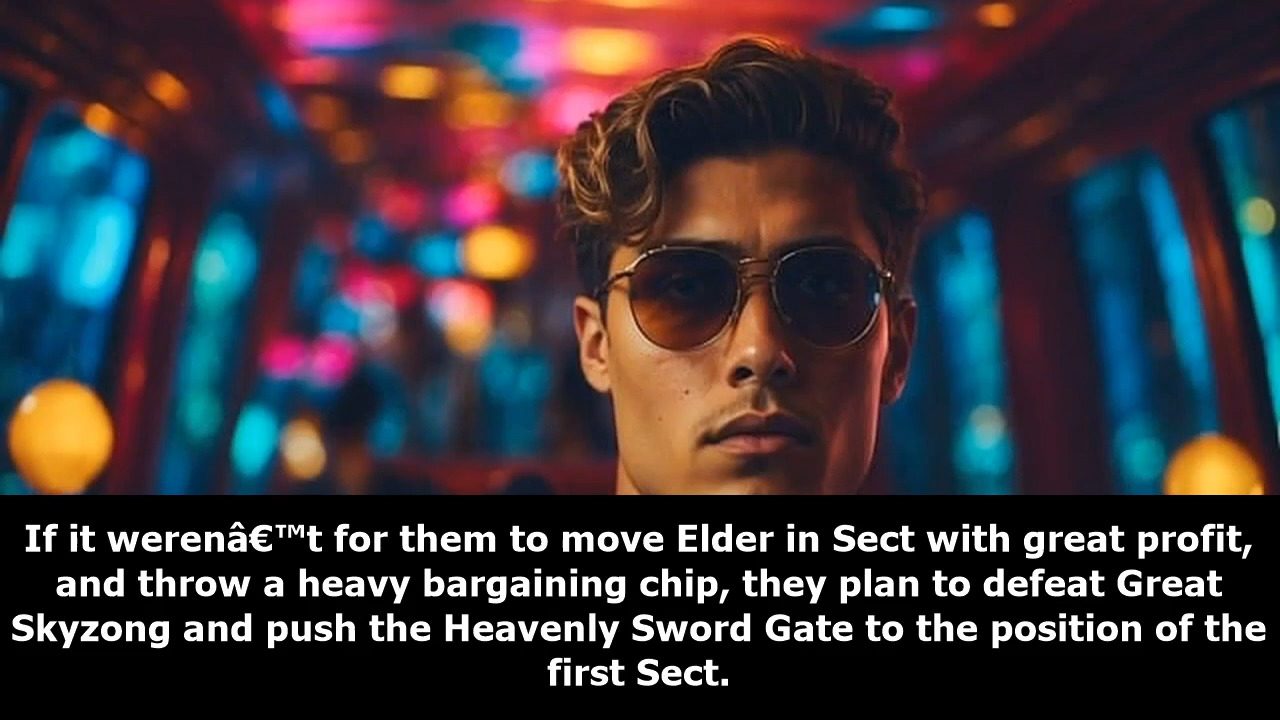 If it werenâ€™t for them to move Elder in Sect with great profit,
and throw a heavy bargaining chip, they plan to defeat Great
Skyzong and push the Heavenly Sword Gate to the position of the
first Sect.